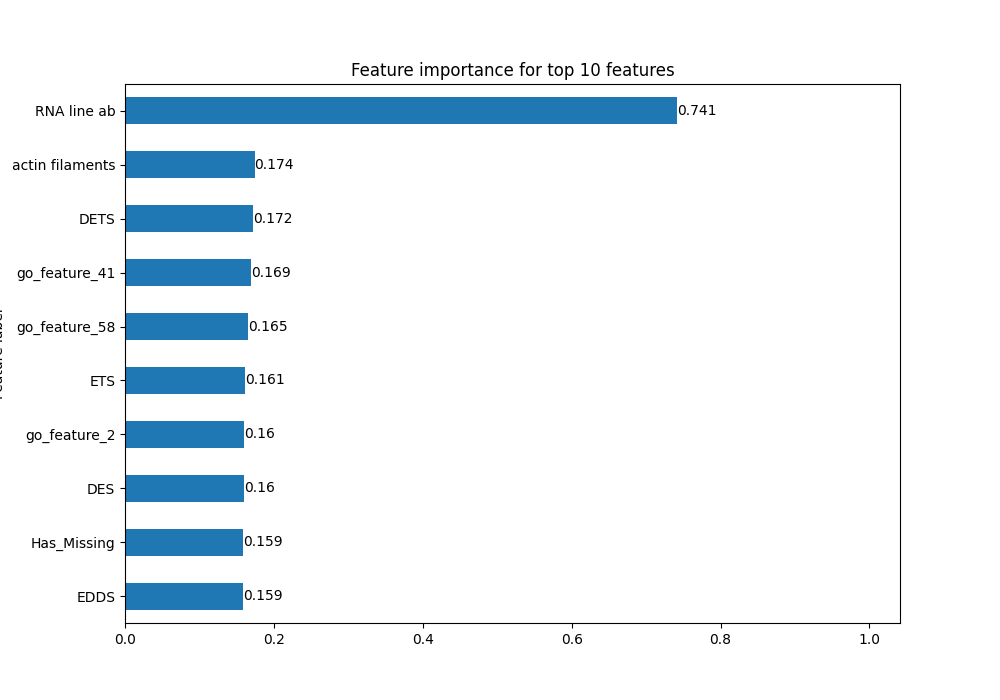 Feature importance for top 10 features
RNA line ab 0.741
actin filaments 0.174
DETS 0.172
go_feature_41 0.169
go_feature_58 0.165
ETS 0.161
go_feature_2 0.16
DES 0.16
Has_Missing 0.159
EDDS 0.159
0.0 0.2 0.4 0.6 0.8 1.0